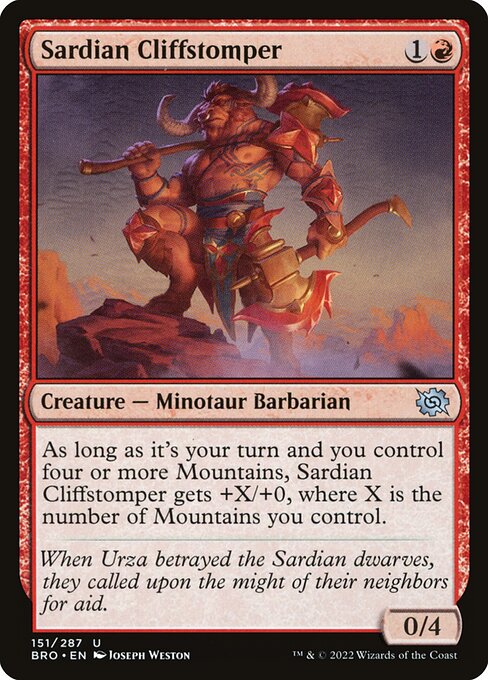 Sardian Cliffstomper 1
Creature — Minotaur Barbarian
As long as it's your turn and you control
four or more Mountains, Sardian
Cliffstomper gets +X/+0, where X is the
number of Mountains you control.
When Urza betrayed the Sardian dwarves,
they called upon the might of their neighbors
for aid.
0/4
151/287 U
BRO • EN Joseph Weston
™ & © 2022 Wizards of the Coast